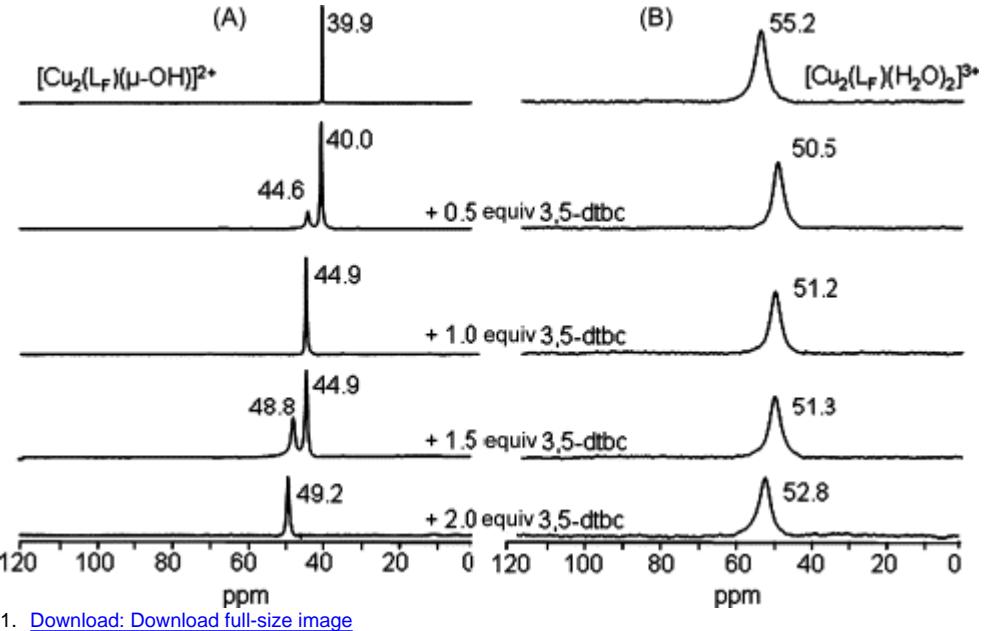 (A) 39.9 (B) 55.2
[Cu₂(L_F)(μ-OH)]²⁺ [Cu₂(L_F)(H₂O)₂]³⁺
40.0 50.5
44.6
+ 0.5 equiv 3,5-dtbc
44.9 51.2
+ 1.0 equiv 3,5-dtbc
44.9 51.3
48.8
+ 1.5 equiv 3,5-dtbc
49.2 52.8
+ 2.0 equiv 3,5-dtbc
120 100 80 60 40 20 0 120 100 80 60 40 20 0
ppm ppm
1. Download: Download full-size image